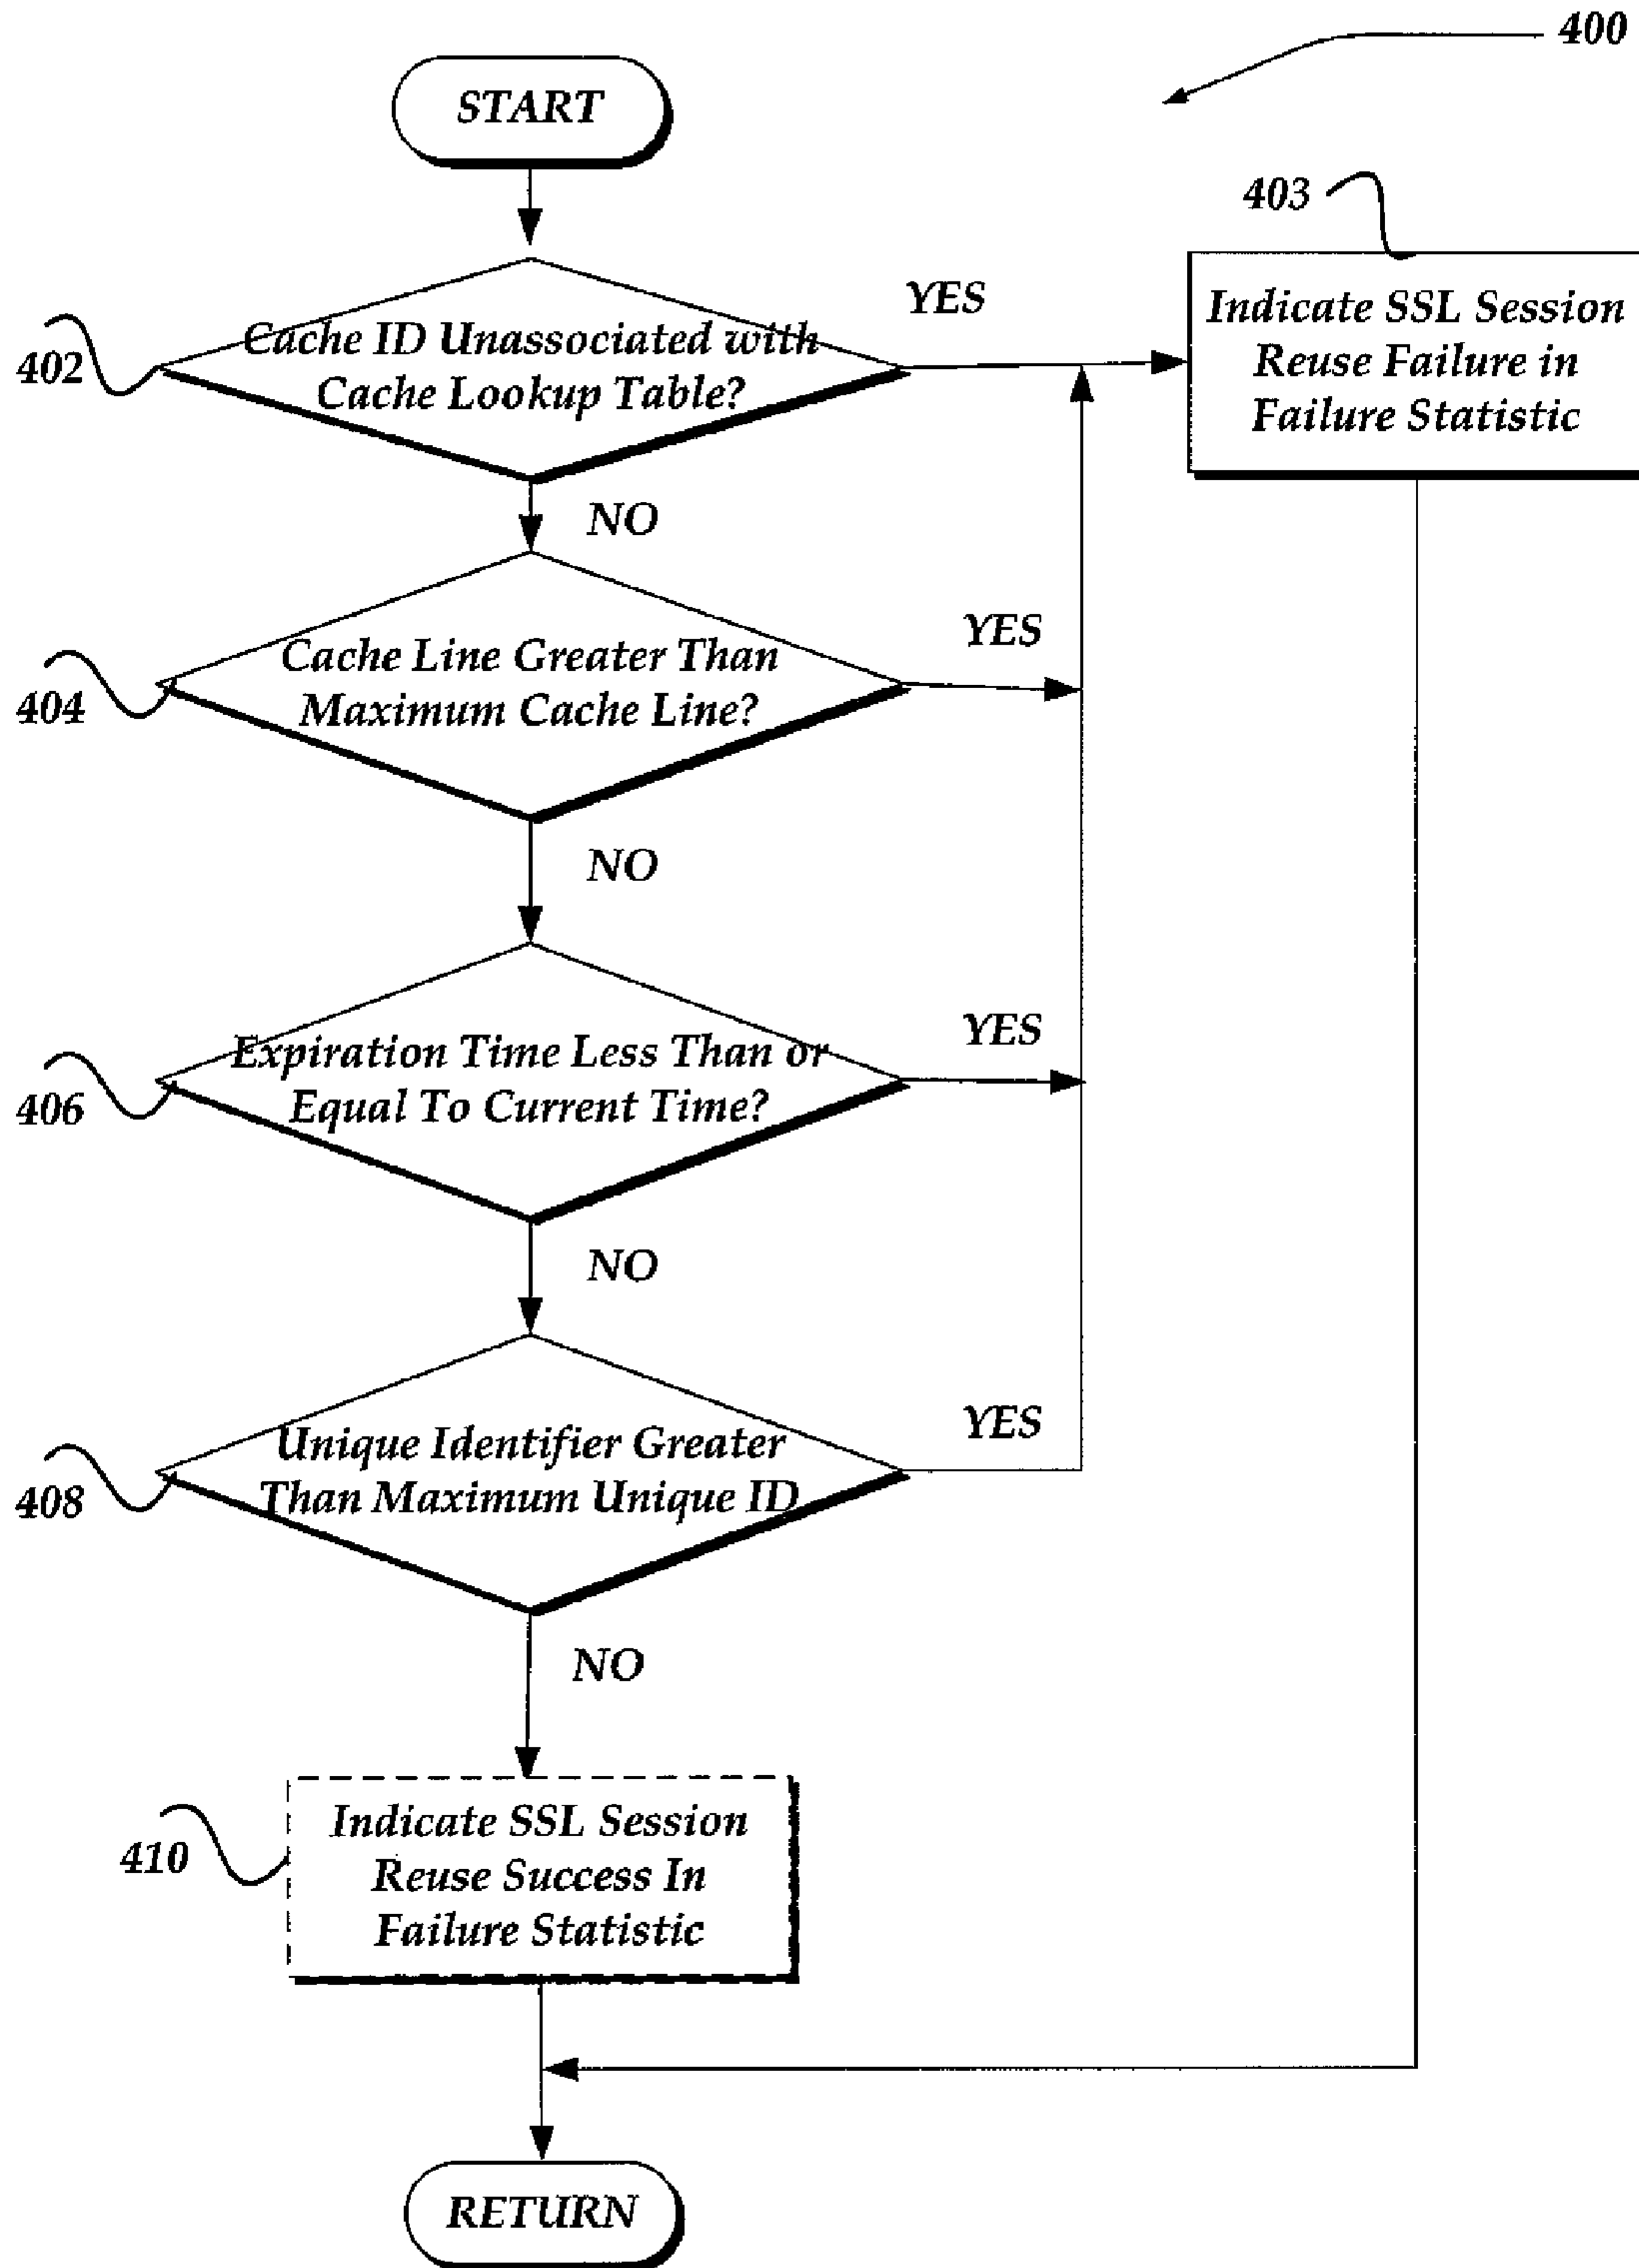 400
START
403
YES
Indicate SSL Session
Reuse Failure in
Failure Statistic
402
Cache ID Unassociated with
Cache Lookup Table?
NO
YES
404
Cache Line Greater Than
Maximum Cache Line?
NO
YES
406
Expiration Time Less Than or
Equal To Current Time?
NO
YES
408
Unique Identifier Greater
Than Maximum Unique ID
NO
410
Indicate SSL Session
Reuse Success In
Failure Statistic
RETURN